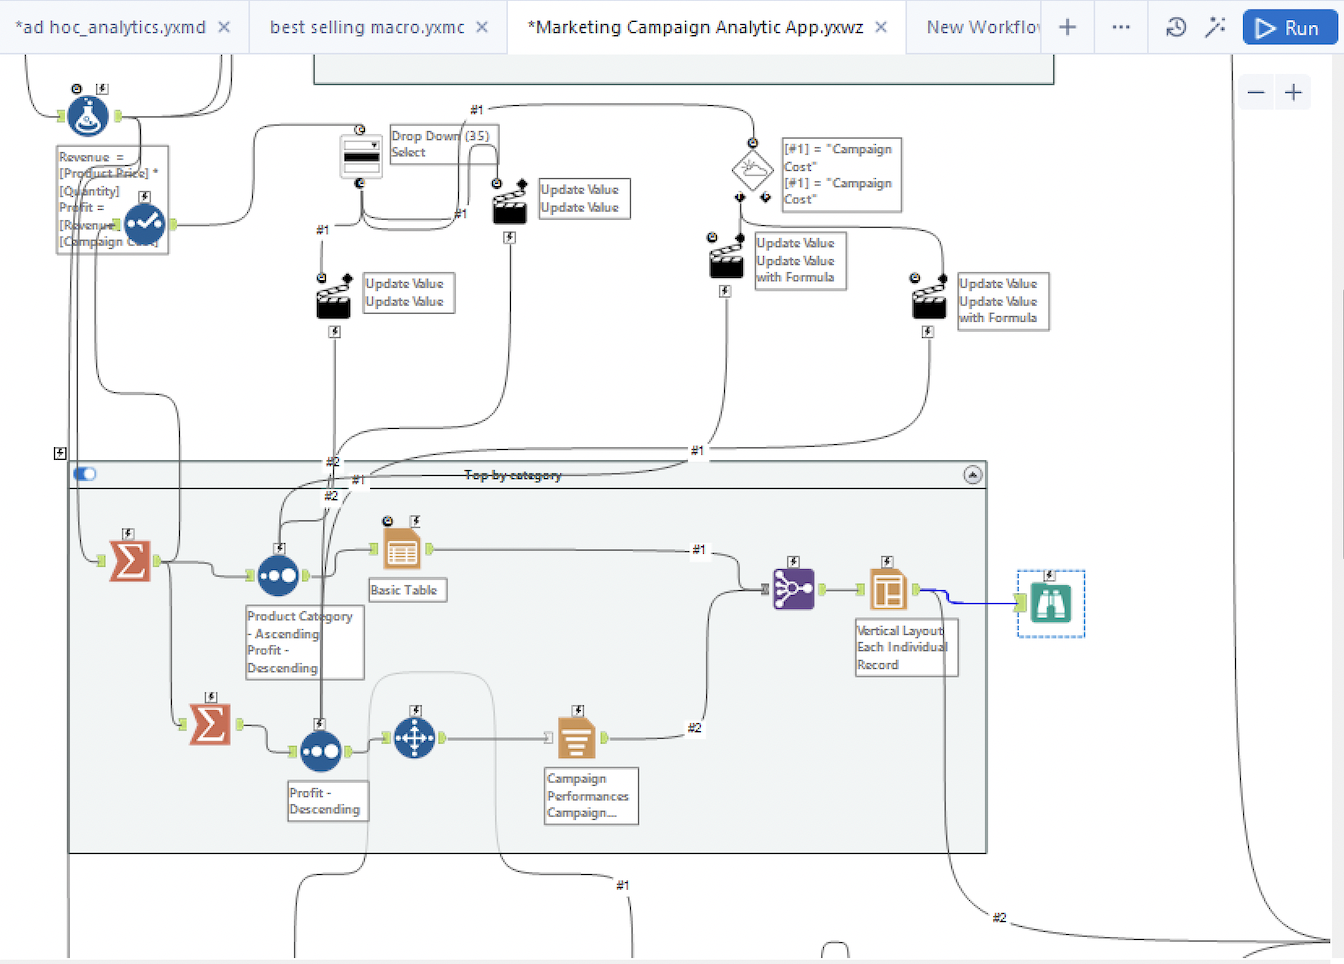 *ad hoc_analytics.yxmd
best selling macro.yxmc
*Marketing Campaign Analytic App.yxwz
New Workflo
Run
#1
Drop Down (35)
Select
[#1] = "Campaign
Cost"
[#1] = "Campaign
Cost"
Revenue =
[Product Price] *
[Quantity]
Profit =
[Revenue
[Campaign Cost]
Update Value
Update Value
#1
#1
Update Value
Update Value
with Formula
Update Value
Update Value
Update Value
Update Value
with Formula
#1
#2
Top by category
#1
#2
#1
Basic Table
Product Category
- Ascending
Profit -
Descending
Vertical Layout
Each Individual
Record
#2
Campaign
Performances
Campaign...
Profit -
Descending
#1
#2